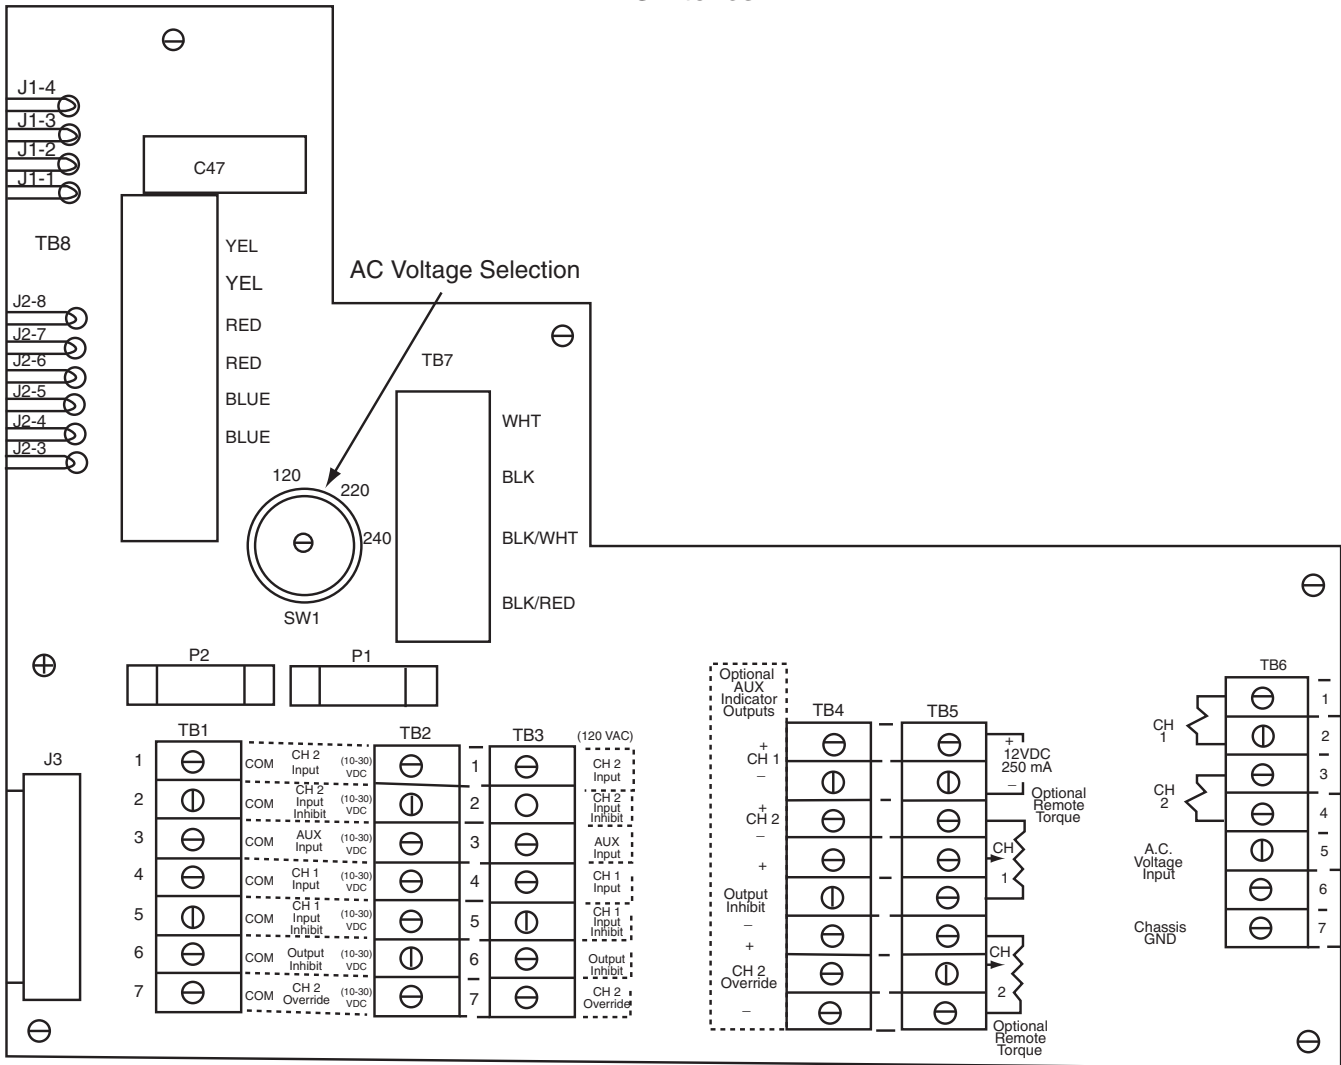 J1-4
J1-3
J1-2
J1-1
C47
TB8
YEL
YEL
RED
RED
BLUE
BLUE
AC Voltage Selection
J2-8
J2-7
J2-6
J2-5
J2-4
J2-3
TB7
WHT
BLK
BLK/WHT
BLK/RED
120
220
240
SW1
P2
P1
J3
TB1
TB2
TB3
(120 VAC)
1 COM CH 2 Input (10-30) VDC 1 CH 2 Input
2 COM CH 2 Input Inhibit (10-30) VDC 2 CH 2 Input Inhibit
3 COM AUX Input (10-30) VDC 3 AUX Input
4 COM CH 1 Input (10-30) VDC 4 CH 1 Input
5 COM CH 1 Input Inhibit (10-30) VDC 5 CH 1 Input Inhibit
6 COM Output Inhibit (10-30) VDC 6 Output Inhibit
7 COM CH 2 Override (10-30) VDC 7 CH 2 Override
Optional
AUX
Indicator
Outputs
TB4
TB5
+
CH 1
−
+
CH 2
−
+
Output
Inhibit
−
+
CH 2
Override
−
+
12VDC
250 mA
−
Optional
Remote
Torque
CH
1
CH
2
Optional
Remote
Torque
TB6
CH
1
CH
2
A.C.
Voltage
Input
Chassis
GND
1
2
3
4
5
6
7